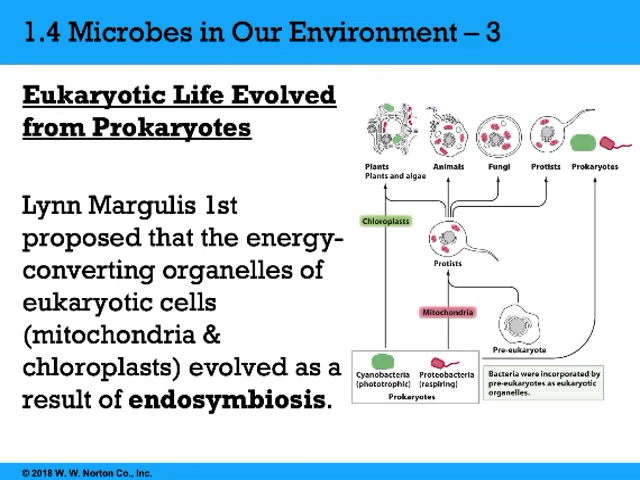 1.4 Microbes in Our Environment – 3
Eukaryotic Life Evolved
from Prokaryotes
Lynn Margulis 1st
proposed that the energy-
converting organelles of
eukaryotic cells
(mitochondria &
chloroplasts) evolved as a
result of endosymbiosis.
Plants
Plants and algae
Animals
Fungi
Protists
Prokaryotes
Chloroplasts
Protists
Mitochondria
Pre-eukaryote
Cyanobacteria
(phototrophic)
Proteobacteria
(respiring)
Prokaryotes
Bacteria were incorporated by
pre-eukaryotes as eukaryotic
organelles.
© 2018 W. W. Norton Co., Inc.